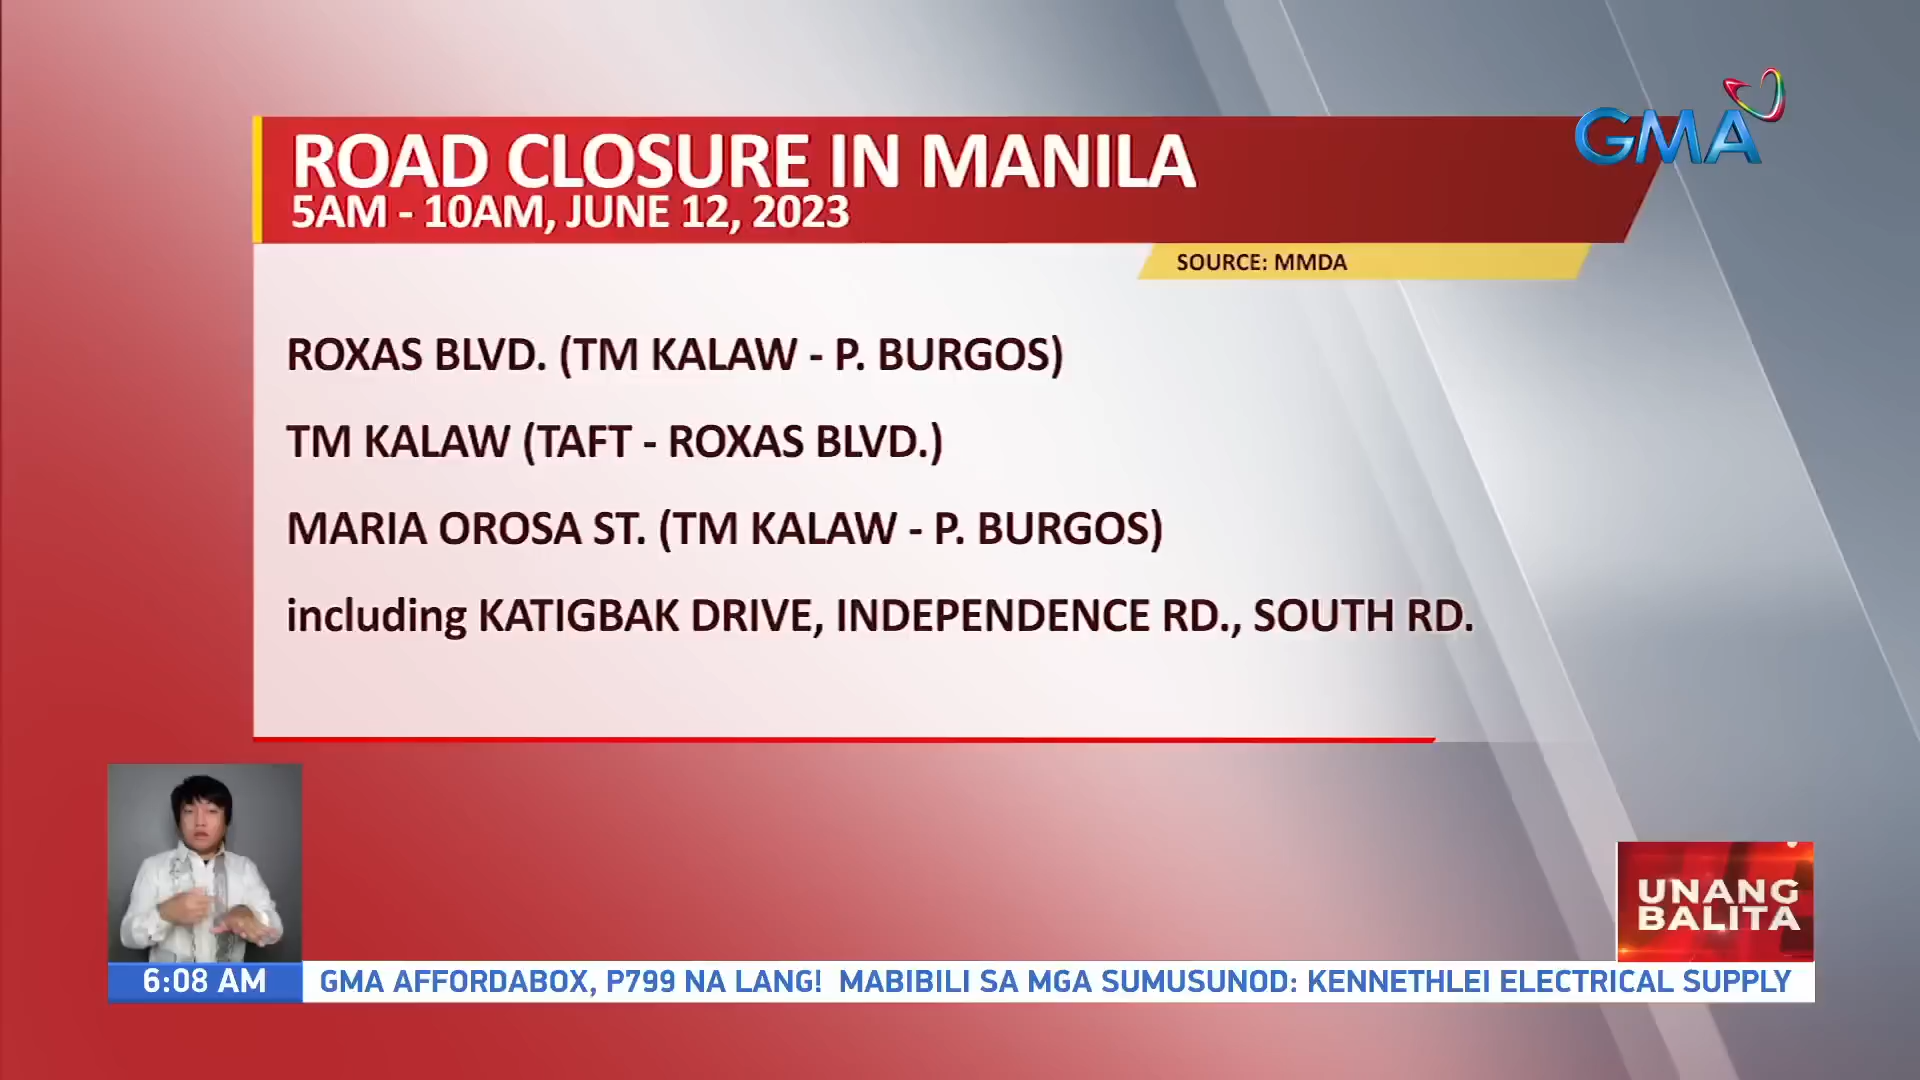 GMA
ROAD CLOSURE IN MANILA
5AM - 10AM, JUNE 12, 2023
SOURCE: MMDA
ROXAS BLVD. (TM KALAW - P. BURGOS)
TM KALAW (TAFT - ROXAS BLVD.)
MARIA OROSA ST. (TM KALAW - P. BURGOS)
including KATIGBAK DRIVE, INDEPENDENCE RD., SOUTH RD.
UNANG
BALITA
6:08 AM
GMA AFFORDABOX, P799 NA LANG! MABIBILI SA MGA SUMUSUNOD: KENNETHLEI ELECTRICAL SUPPLY